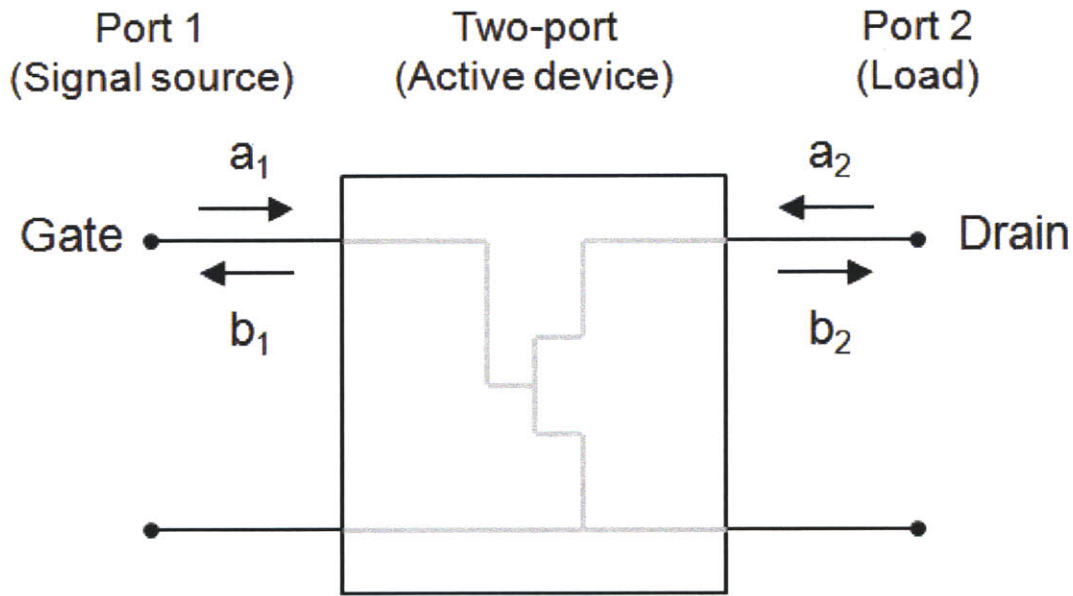 Port 1
(Signal source)
Two-port
(Active device)
Port 2
(Load)
a₁
a₂
Gate
Drain
b₁
b₂